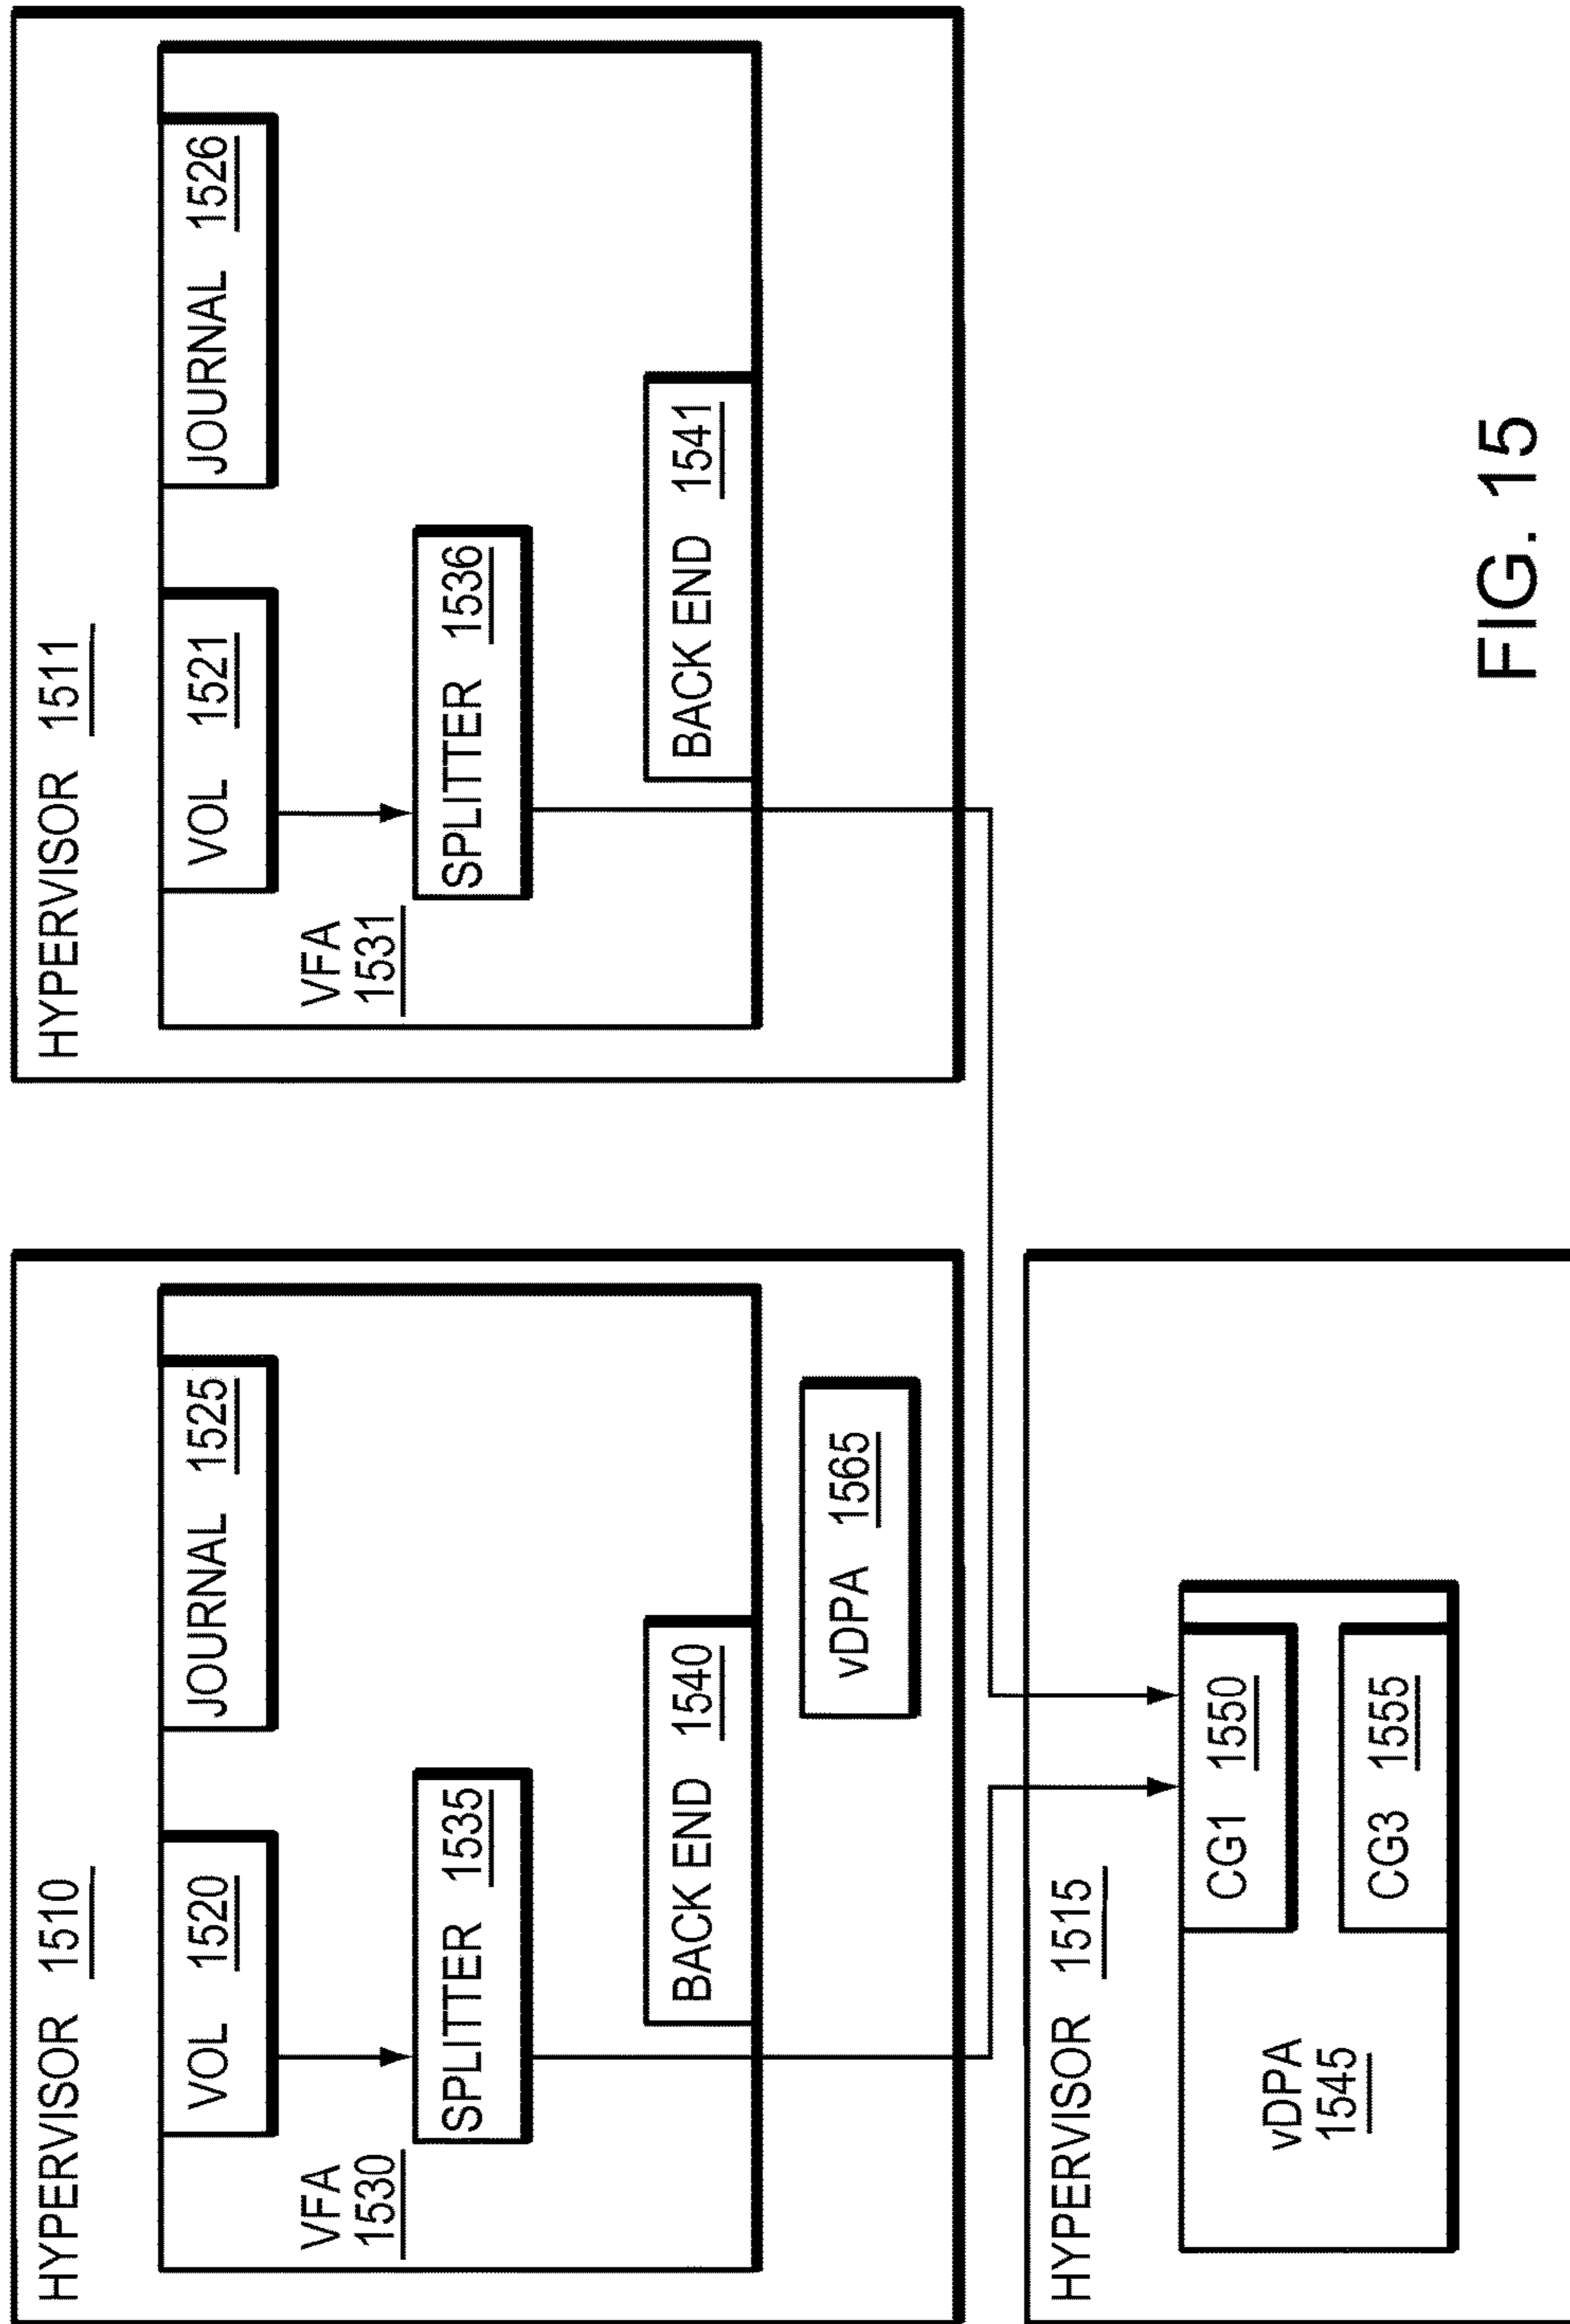 HYPERVISOR 1510
VOL 1520
JOURNAL 1525
VFA
1530
SPLITTER 1535
BACK END 1540
vDPA 1565
HYPERVISOR 1511
VOL 1521
JOURNAL 1526
VFA
1531
SPLITTER 1536
BACK END 1541
HYPERVISOR 1515
vDPA
1545
CG1 1550
CG3 1555
FIG. 15